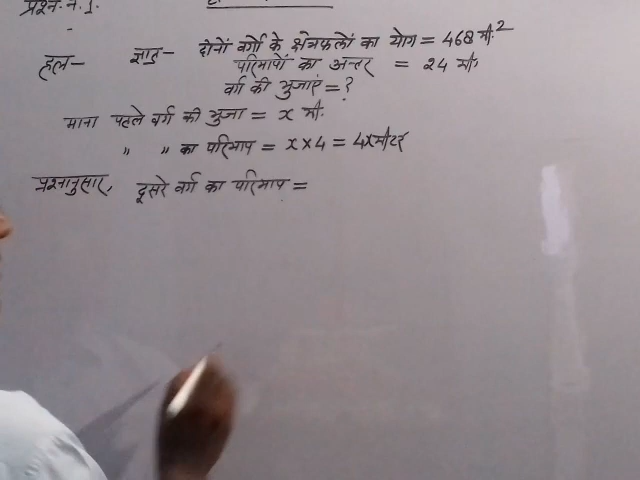 प्रश्न.न.1.
हल- ज्ञात- दोनों वर्गो के क्षेत्रफलों का योग = 468 मी.²
परिमापों का अन्तर = 24 मी.
वर्ग की भुजाएं = ?
माना पहले वर्ग की भुजा = x मी.
" " का परिमाप = x × 4 = 4x मीटर
प्रश्नानुसार, दूसरे वर्ग का परिमाप =